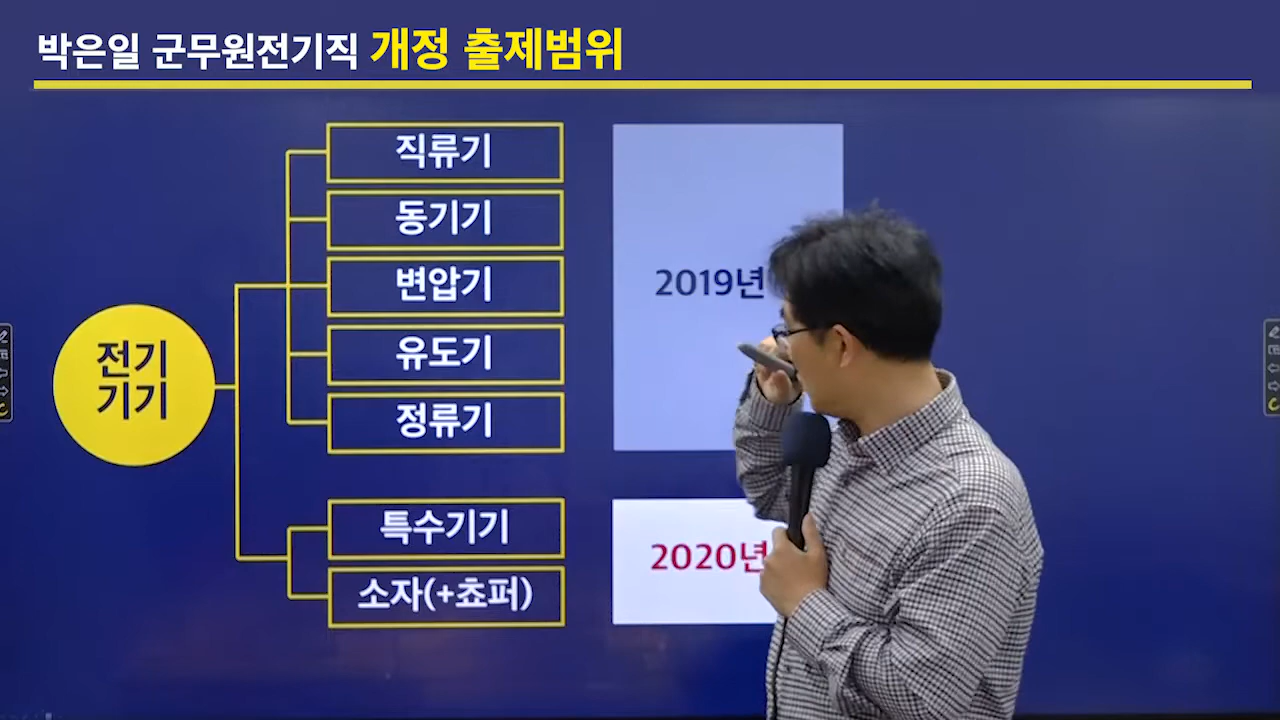 박은일 군무원전기직 개정 출제범위
직류기
동기기
변압기
유도기
정류기
전기
기기
2019년
특수기기
소자(+쵸퍼)
2020년